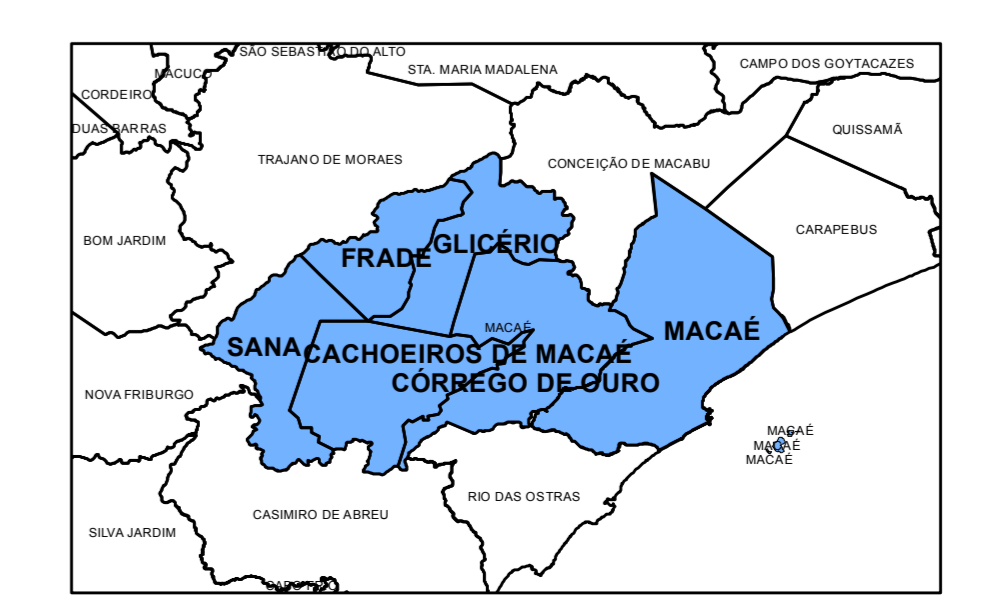 SÃO SEBASTIÃO DO ALTO
CAMPO DOS GOYTACAZES
STA. MARIA MADALENA
MACUCO
CORDEIRO
DUAS BARRAS
QUISSAMÃ
TRAJANO DE MORAES
CONCEIÇÃO DE MACABU
CARAPEBUS
BOM JARDIM
GLICÉRIO
FRADE
MACAÉ
MACAÉ
SANA
CACHOEIROS DE MACAÉ
CÓRREGO DE OURO
NOVA FRIBURGO
MACAÉ
MACAÉ
MACAÉ
RIO DAS OSTRAS
CASIMIRO DE ABREU
SILVA JARDIM
CABO FRIO